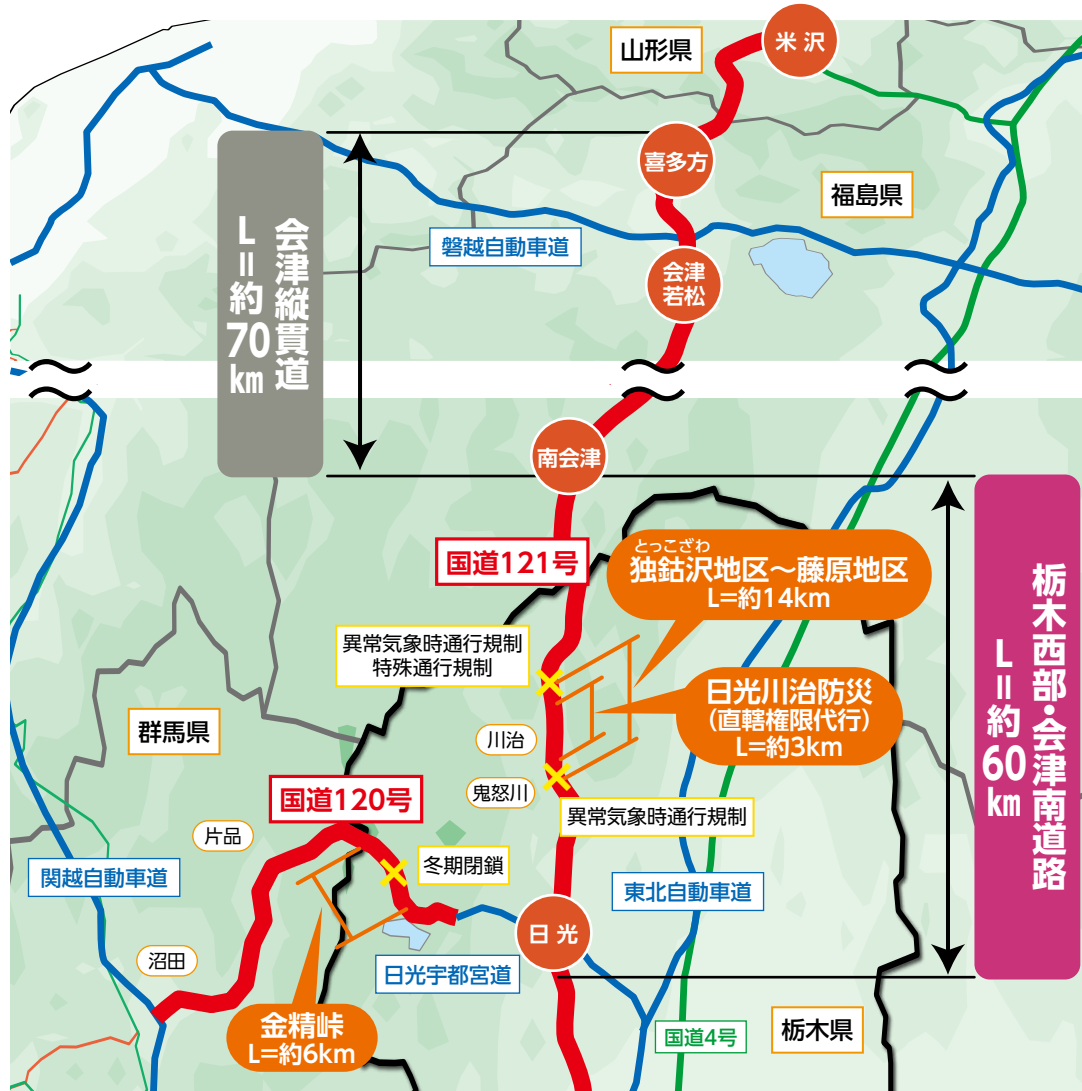 山形県
米沢
喜多方
福島県
磐越自動車道
会津
若松
会津縦貫道
L=約70km
南会津
国道121号
とっこざわ
独鈷沢地区～藤原地区
L=約14km
異常気象時通行規制
特殊通行規制
日光川治防災
(直轄権限代行)
L=約3km
栃木西部・会津南道路
L=約60km
群馬県
川治
鬼怒川
国道120号
異常気象時通行規制
片品
冬期閉鎖
関越自動車道
東北自動車道
日光
沼田
日光宇都宮道
金精峠
L=約6km
国道4号
栃木県